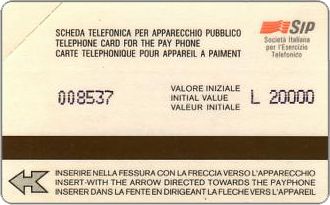 SCHEDA TELEFONICA PER APPARECCHIO PUBBLICO
TELEPHONE CARD FOR THE PAY PHONE
CARTE TELEPHONIQUE POUR APPAREIL A PAIMENT
SIP
Società Italiana
per l'Esercizio
Telefonico
008537
VALORE INIZIALE
INITIAL VALUE
VALEUR INITIALE
L 20000
INSERIRE NELLA FESSURA CON LA FRECCIA VERSO L'APPARECCHIO
INSERT WITH THE ARROW DIRECTED TOWARDS THE PAYPHONE
INSERER DANS LA FENTE EN DIRIGEANT LA FLECHE VERS L'APPAREIL